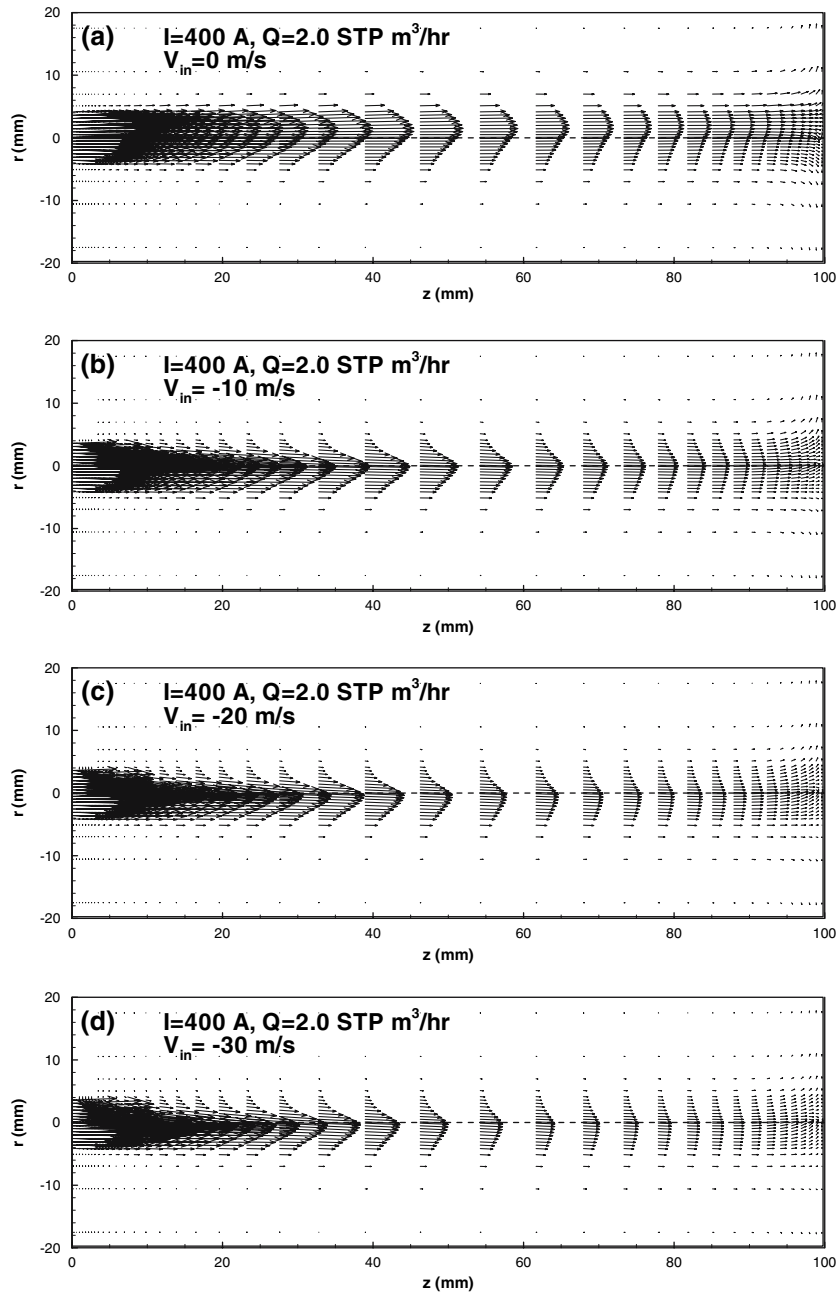 (a)
I=400 A, Q=2.0 STP m³/hr
V_in=0 m/s
r (mm)
20
10
0
-10
-20
0 20 40 60 80 100
z (mm)
(b)
I=400 A, Q=2.0 STP m³/hr
V_in= -10 m/s
r (mm)
20
10
0
-10
-20
0 20 40 60 80 100
z (mm)
(c)
I=400 A, Q=2.0 STP m³/hr
V_in= -20 m/s
r (mm)
20
10
0
-10
-20
0 20 40 60 80 100
z (mm)
(d)
I=400 A, Q=2.0 STP m³/hr
V_in= -30 m/s
r (mm)
20
10
0
-10
-20
0 20 40 60 80 100
z (mm)